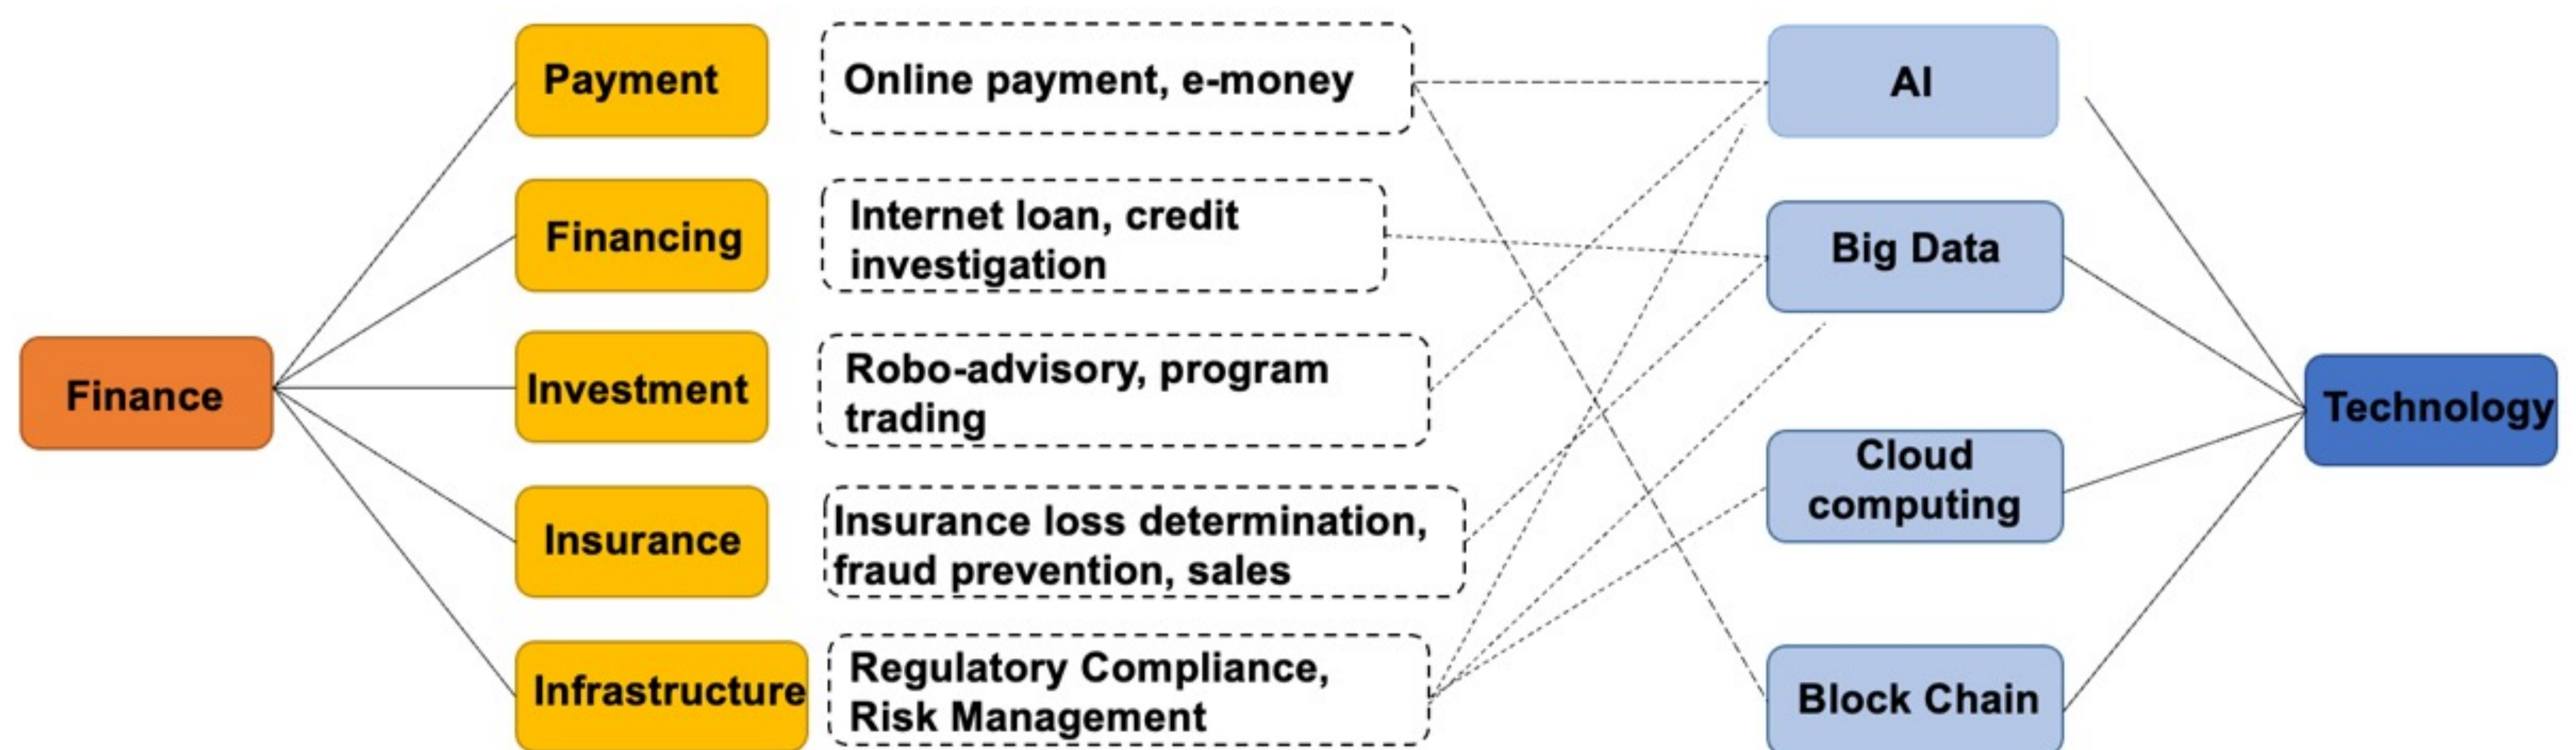 Finance
Payment
Financing
Investment
Insurance
Infrastructure
Online payment, e-money
Internet loan, credit
investigation
Robo-advisory, program
trading
Insurance loss determination,
fraud prevention, sales
Regulatory Compliance,
Risk Management
AI
Big Data
Cloud
computing
Block Chain
Technology